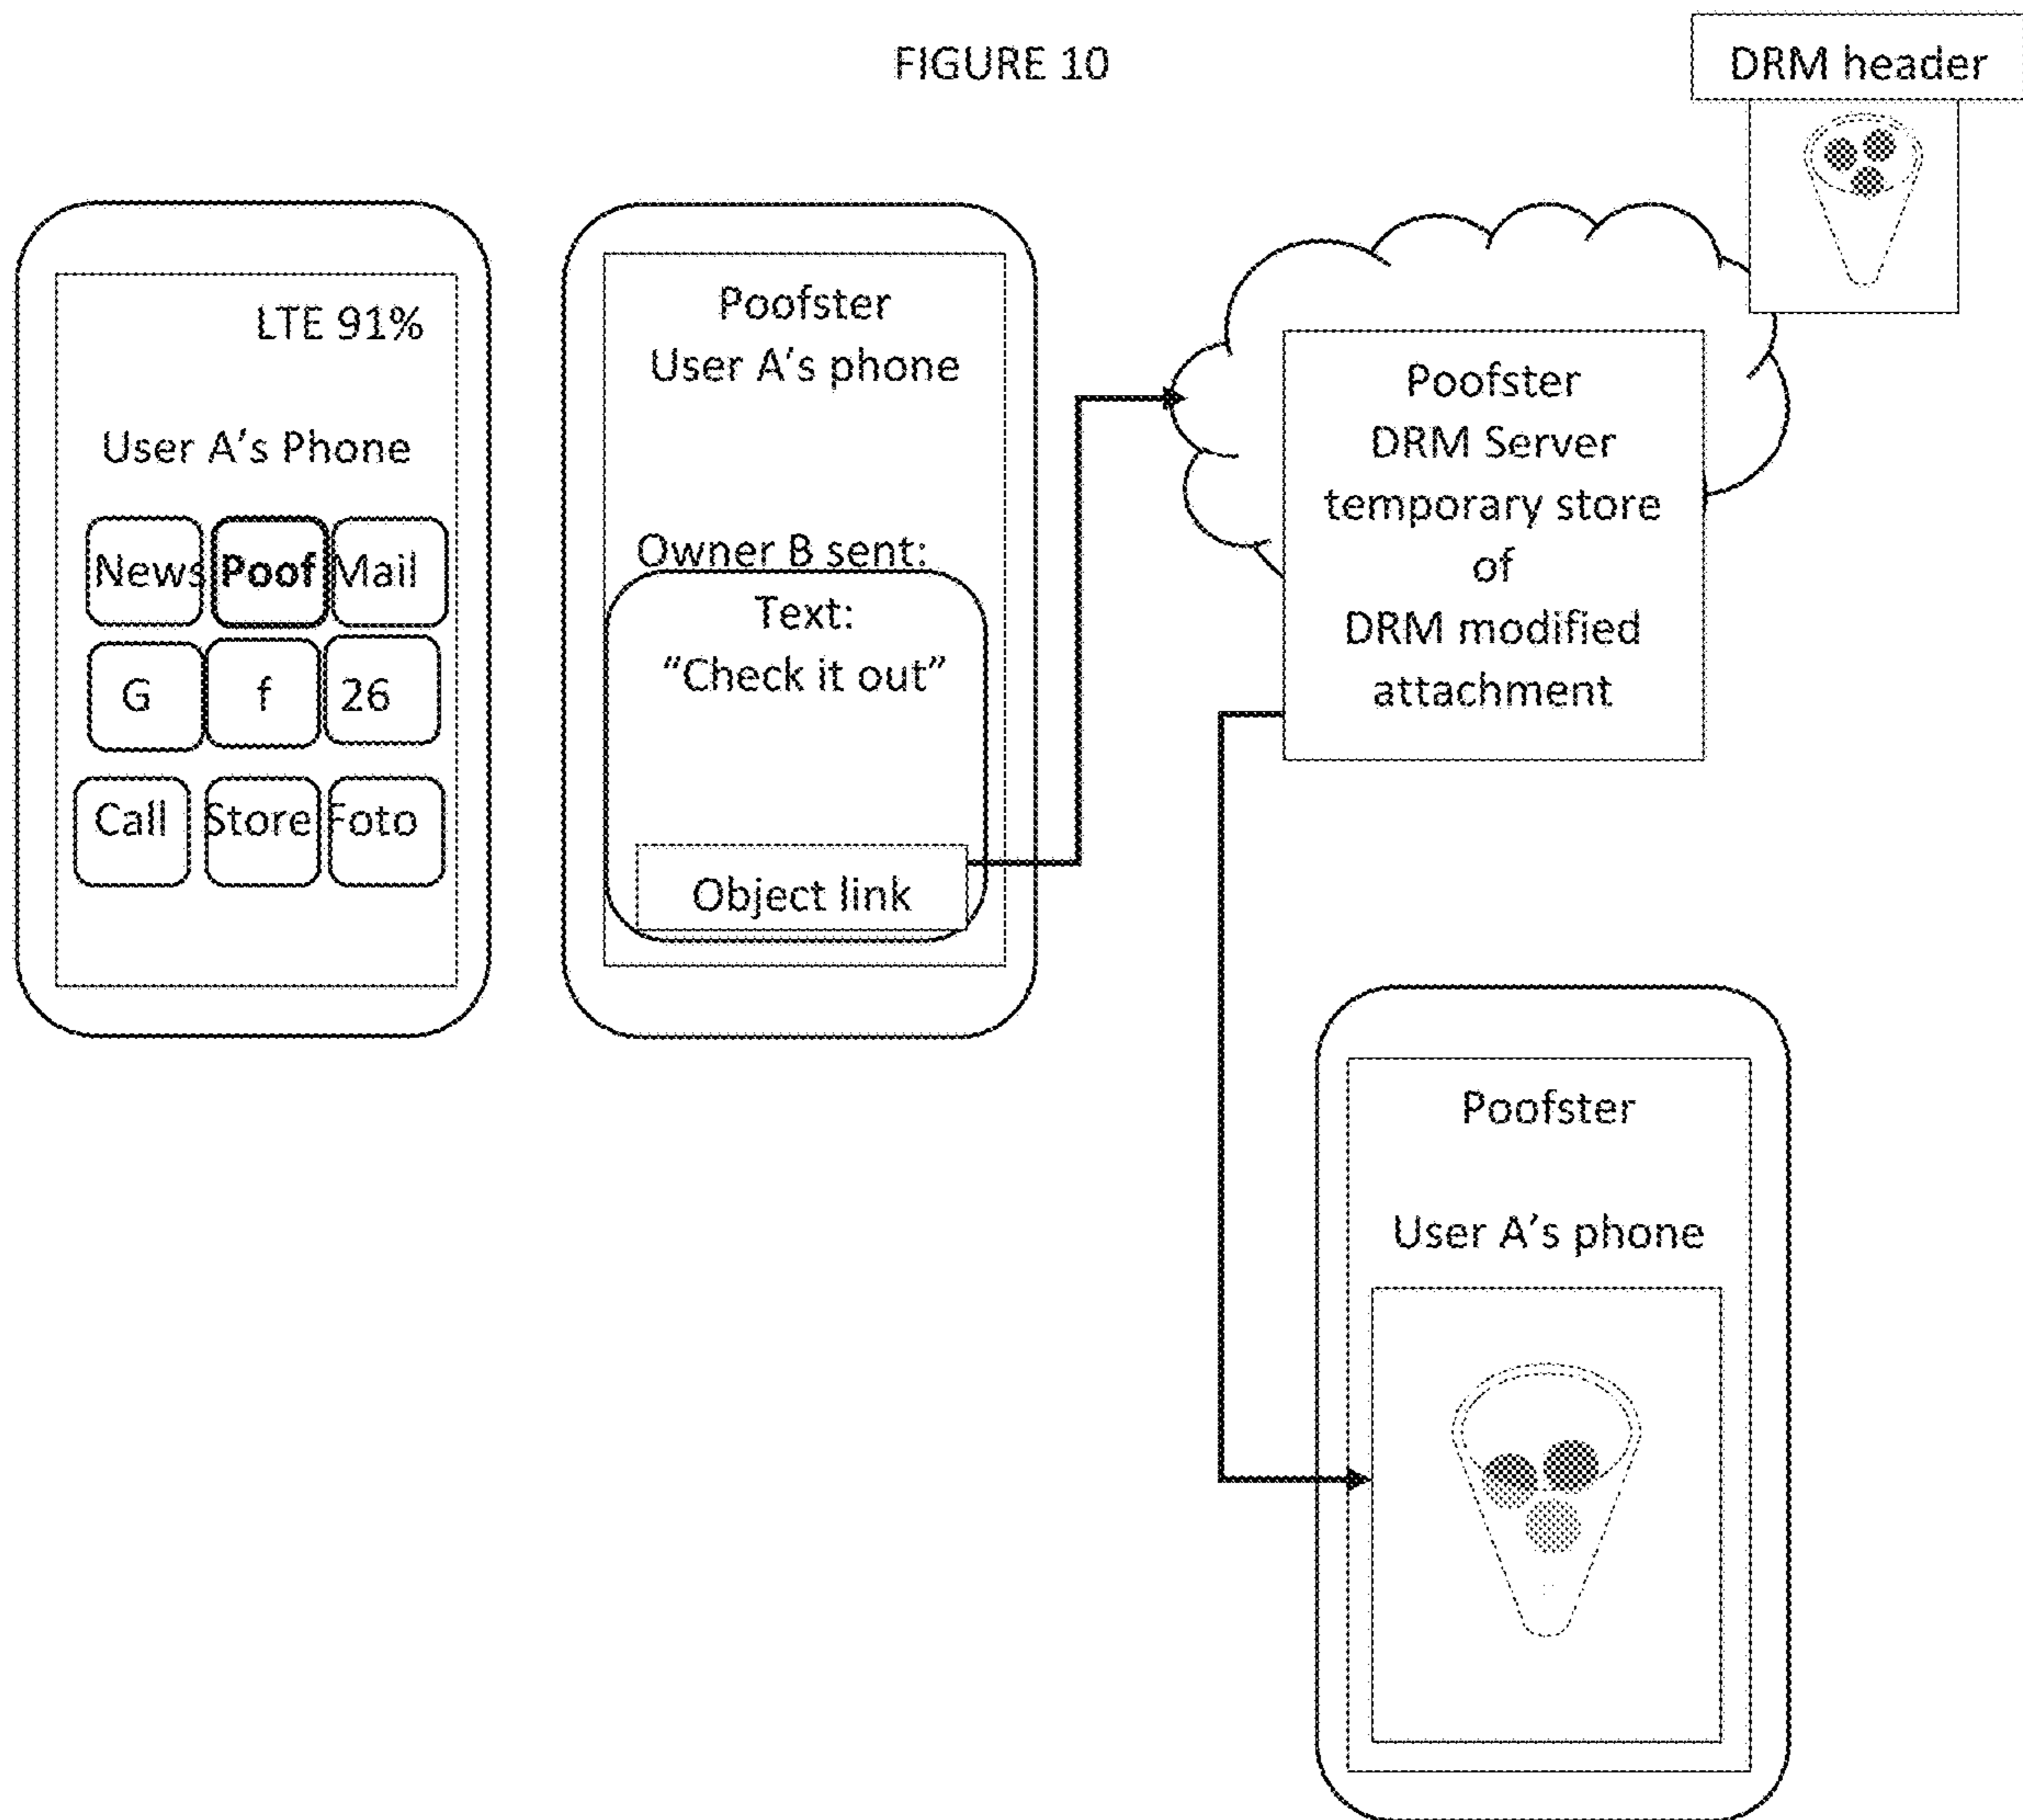 FIGURE 10
DRM header
LTE 91%
User A's Phone
News Poof Mail
G f 26
Call Store Foto
Poofster
User A's phone
Owner B sent:
Text:
“Check it out”
Object link
Poofster
DRM Server
temporary store
of
DRM modified
attachment
Poofster
User A's phone